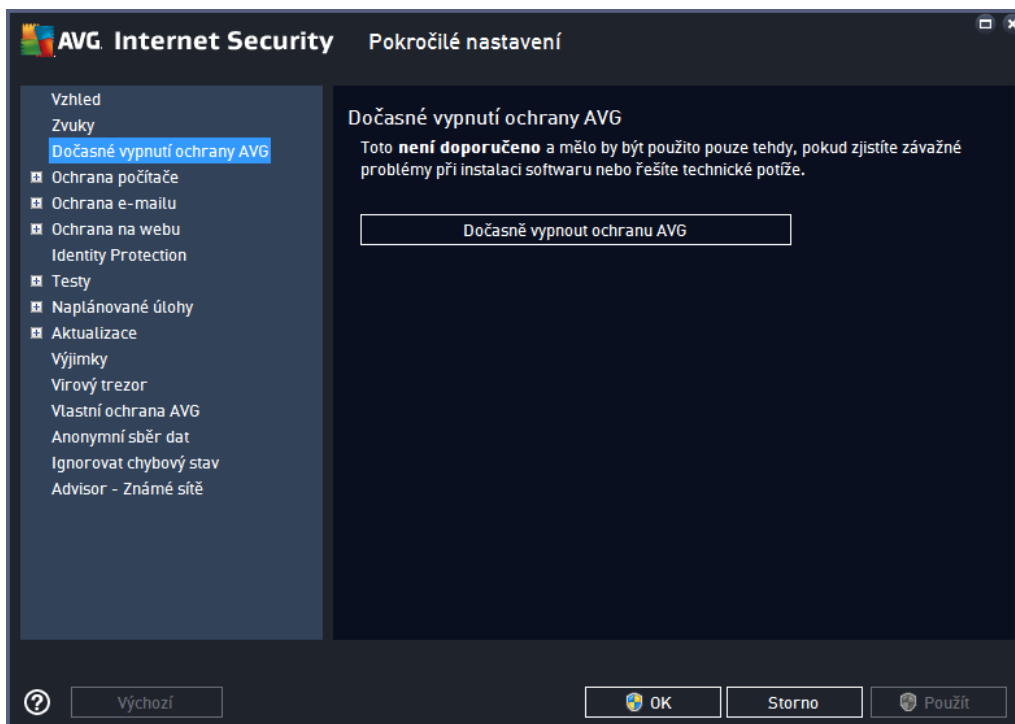 AVG. Internet Security
Pokročilé nastavení
Vzhled
Zvuky
Dočasné vypnutí ochrany AVG
Ochrana počítače
Ochrana e-mailu
Ochrana na webu
Identity Protection
Testy
Naplánované úlohy
Aktualizace
Výjimky
Virový trezor
Vlastní ochrana AVG
Anonymní sběr dat
Ignorovat chybový stav
Advisor - Známé sítě
Dočasné vypnutí ochrany AVG
Toto není doporučeno a mělo by být použito pouze tehdy, pokud zjistíte závažné
problémy při instalaci softwaru nebo řešíte technické potíže.
Dočasně vypnout ochranu AVG
Výchozí
OK
Storno
Použít